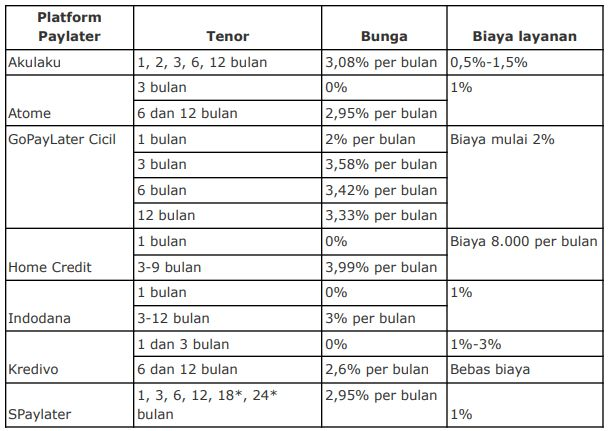 Platform Paylater Tenor Bunga Biaya layanan
Akulaku 1, 2, 3, 6, 12 bulan 3,08% per bulan 0,5%-1,5%
Atome 3 bulan 0% 1%
6 dan 12 bulan 2,95% per bulan
GoPayLater Cicil 1 bulan 2% per bulan Biaya mulai 2%
3 bulan 3,58% per bulan
6 bulan 3,42% per bulan
12 bulan 3,33% per bulan
Home Credit 1 bulan 0% Biaya 8.000 per bulan
3-9 bulan 3,99% per bulan
Indodana 1 bulan 0% 1%
3-12 bulan 3% per bulan
Kredivo 1 dan 3 bulan 0% 1%-3%
6 dan 12 bulan 2,6% per bulan Bebas biaya
SPaylater 1, 3, 6, 12, 18*, 24* bulan 2,95% per bulan 1%